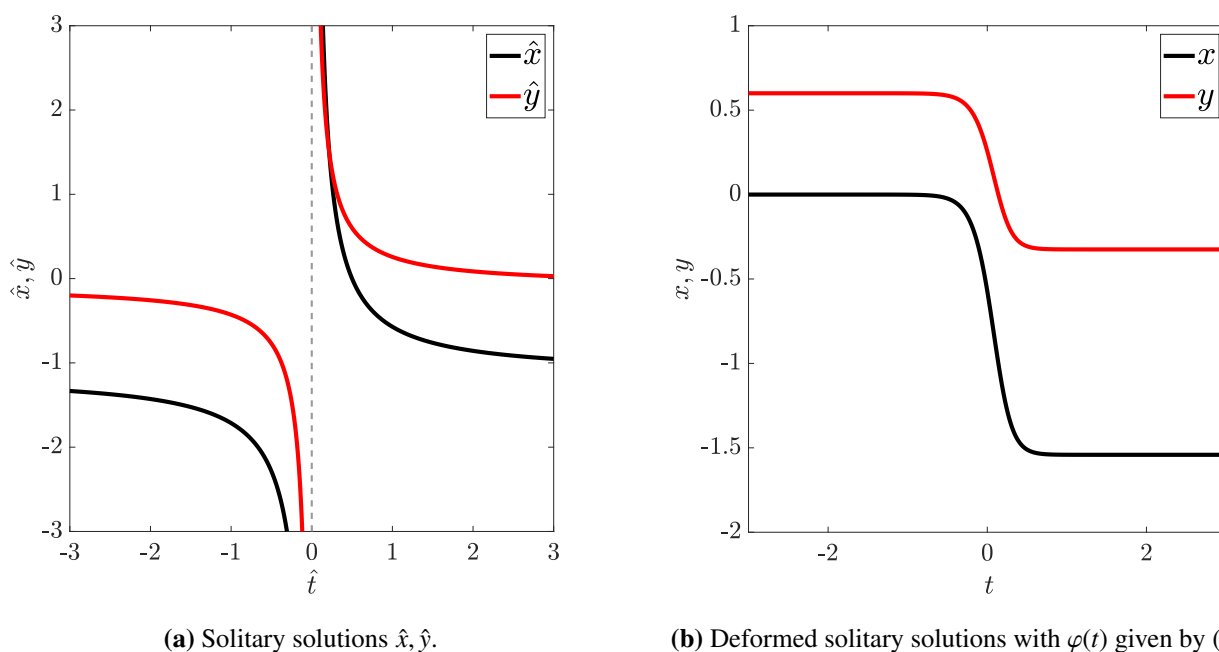 3
2
1
0
-1
-2
-3
x̂, ŷ
x̂
ŷ
-3 -2 -1 0 1 2 3
t̂
(a) Solitary solutions x̂, ŷ.
1
0.5
0
-0.5
-1
-1.5
-2
x, y
x
y
-2 0 2
t
(b) Deformed solitary solutions with φ(t) given by (